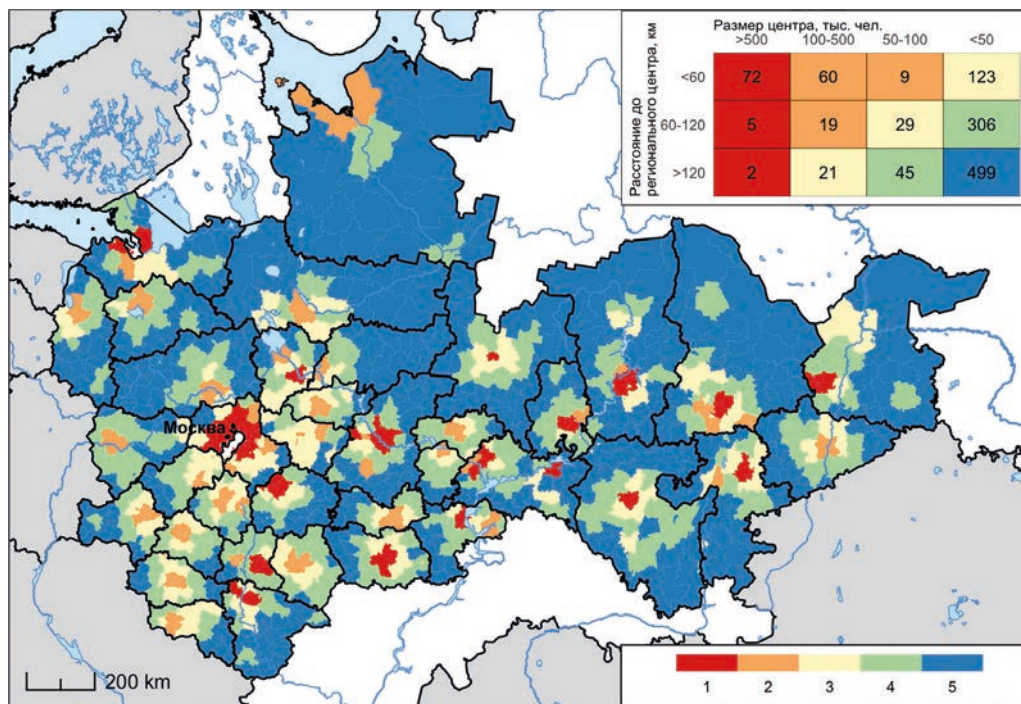 Размер центра, тыс. чел.
>500 100-500 50-100 <50
Расстояние до
регионального центра, км
<60 72 60 9 123
60-120 5 19 29 306
>120 2 21 45 499
Москва
200 km
1 2 3 4 5